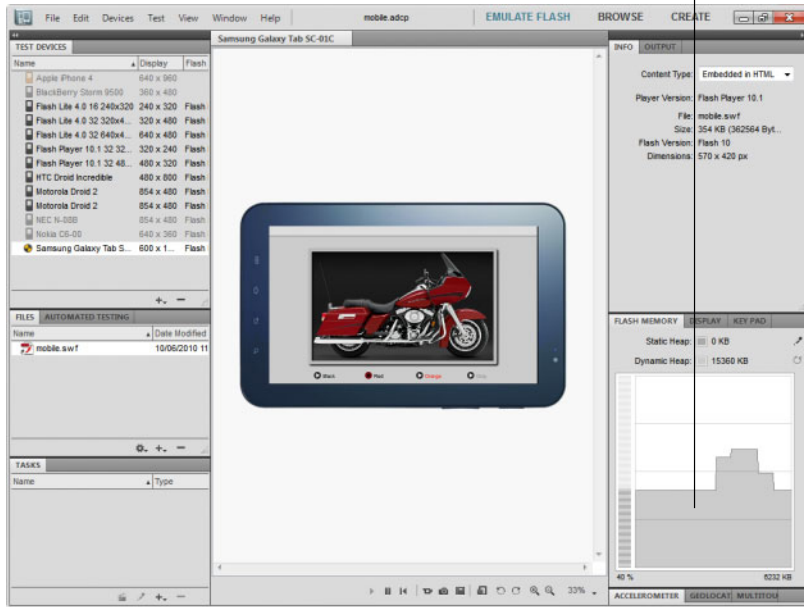 File Edit Devices Test View Window Help mobile.adcp EMULATE FLASH BROWSE CREATE
TEST DEVICES
Name Display Flash
Apple iPhone 4 640 x 960
BlackBerry Storm 9500 360 x 480
Flash Lite 4.0 16 240x320 240 x 320 Flash
Flash Lite 4.0 32 320x4... 320 x 480 Flash
Flash Lite 4.0 32 640x4... 640 x 480 Flash
Flash Player 10.1 32 32... 320 x 240 Flash
Flash Player 10.1 32 48... 480 x 320 Flash
HTC Droid Incredible 480 x 800 Flash
Motorola Droid 2 854 x 480 Flash
Motorola Droid 2 854 x 480 Flash
NEC N-08B 854 x 480 Flash
Nokia C6-00 640 x 360 Flash
Samsung Galaxy Tab S... 600 x 1... Flash
FILES AUTOMATED TESTING
Name Date Modified
mobile.swf 10/06/2010 11
TASKS
Name Type
Samsung Galaxy Tab SC-01C
Black Red Orange
33%
INFO OUTPUT
Content Type: Embedded in HTML
Player Version: Flash Player 10.1
File: mobile.swf
Size: 354 KB (362564 Byt...
Flash Version: Flash 10
Dimensions: 570 x 420 px
FLASH MEMORY DISPLAY KEY PAD
Static Heap: 0 KB
Dynamic Heap: 15360 KB
40 % 6232 KB
ACCELEROMETER GEOLOCAT MULTITOU